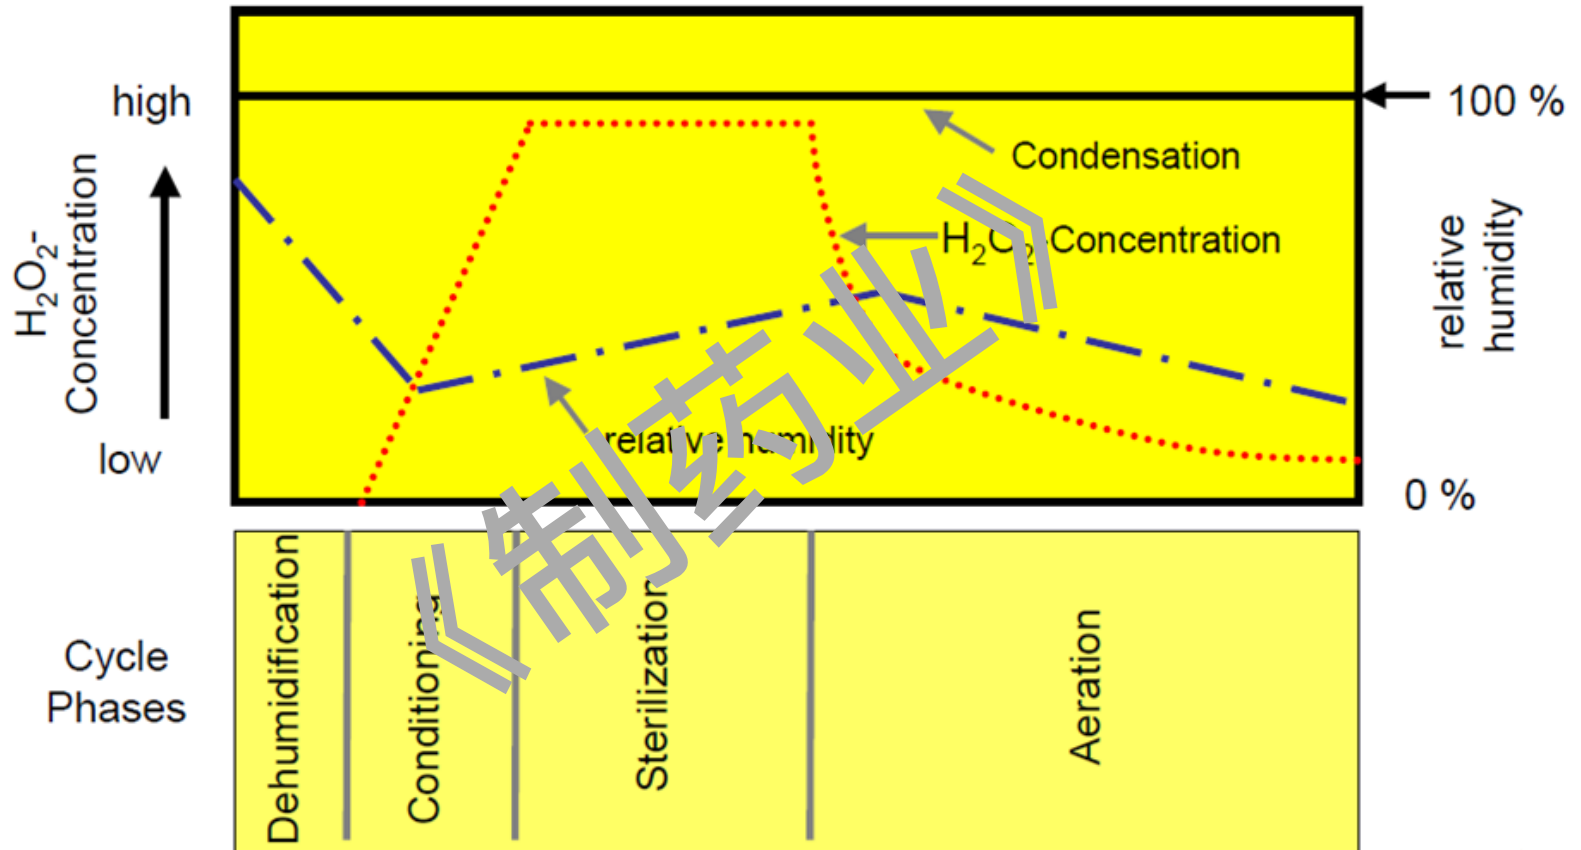 high
100 %
Condensation
H₂O₂-Concentration
H₂O₂-
Concentration
relative
humidity
relative humidity
low
0 %
《制药业》
Cycle
Phases
Dehumidification
Conditioning
Sterilization
Aeration